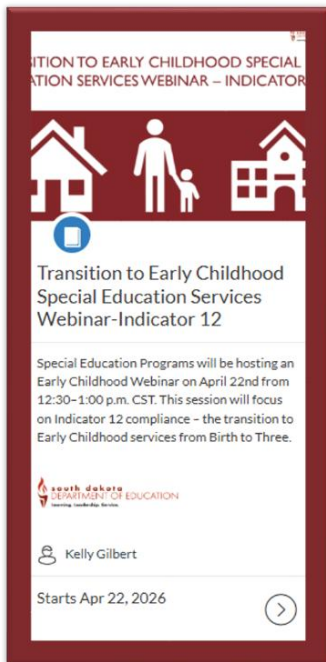 ITION TO EARLY CHILDHOOD SPECIAL
ATION SERVICES WEBINAR – INDICATOR
Transition to Early Childhood
Special Education Services
Webinar-Indicator 12
Special Education Programs will be hosting an
Early Childhood Webinar on April 22nd from
12:30–1:00 p.m. CST. This session will focus
on Indicator 12 compliance – the transition to
Early Childhood services from Birth to Three.
south dakota
DEPARTMENT OF EDUCATION
Learning. Leadership. Service.
Kelly Gilbert
Starts Apr 22, 2026